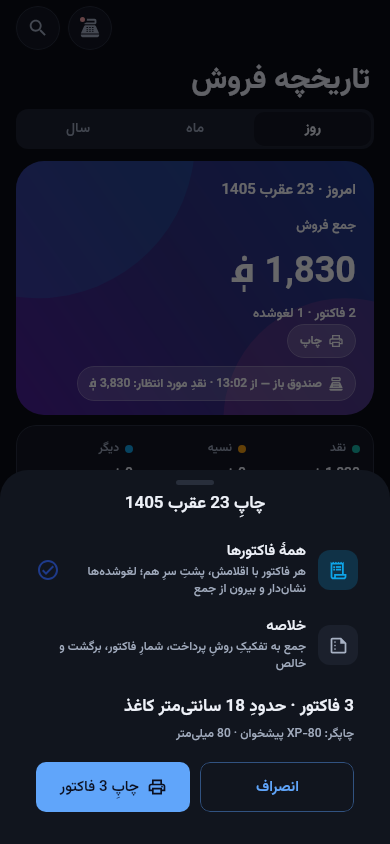 تاریخچه فروش
روز
ماه
سال
امروز · 23 عقرب 1405
جمع فروش
1,830 ؋
2 فاکتور · 1 لغوشده
چاپ
صندوق باز — از 13:02 · نقدِ مورد انتظار: 3,830 ؋
نقد
نسیه
دیگر
چاپِ 23 عقرب 1405
همهٔ فاکتورها
هر فاکتور با اقلامش، پشتِ سرِ هم؛ لغوشده‌ها
نشان‌دار و بیرون از جمع
خلاصه
جمع به تفکیکِ روشِ پرداخت، شمارِ فاکتور، برگشت و
خالص
3 فاکتور · حدودِ 18 سانتی‌متر کاغذ
چاپگر: XP-80 پیشخوان · 80 میلی‌متر
انصراف
چاپِ 3 فاکتور